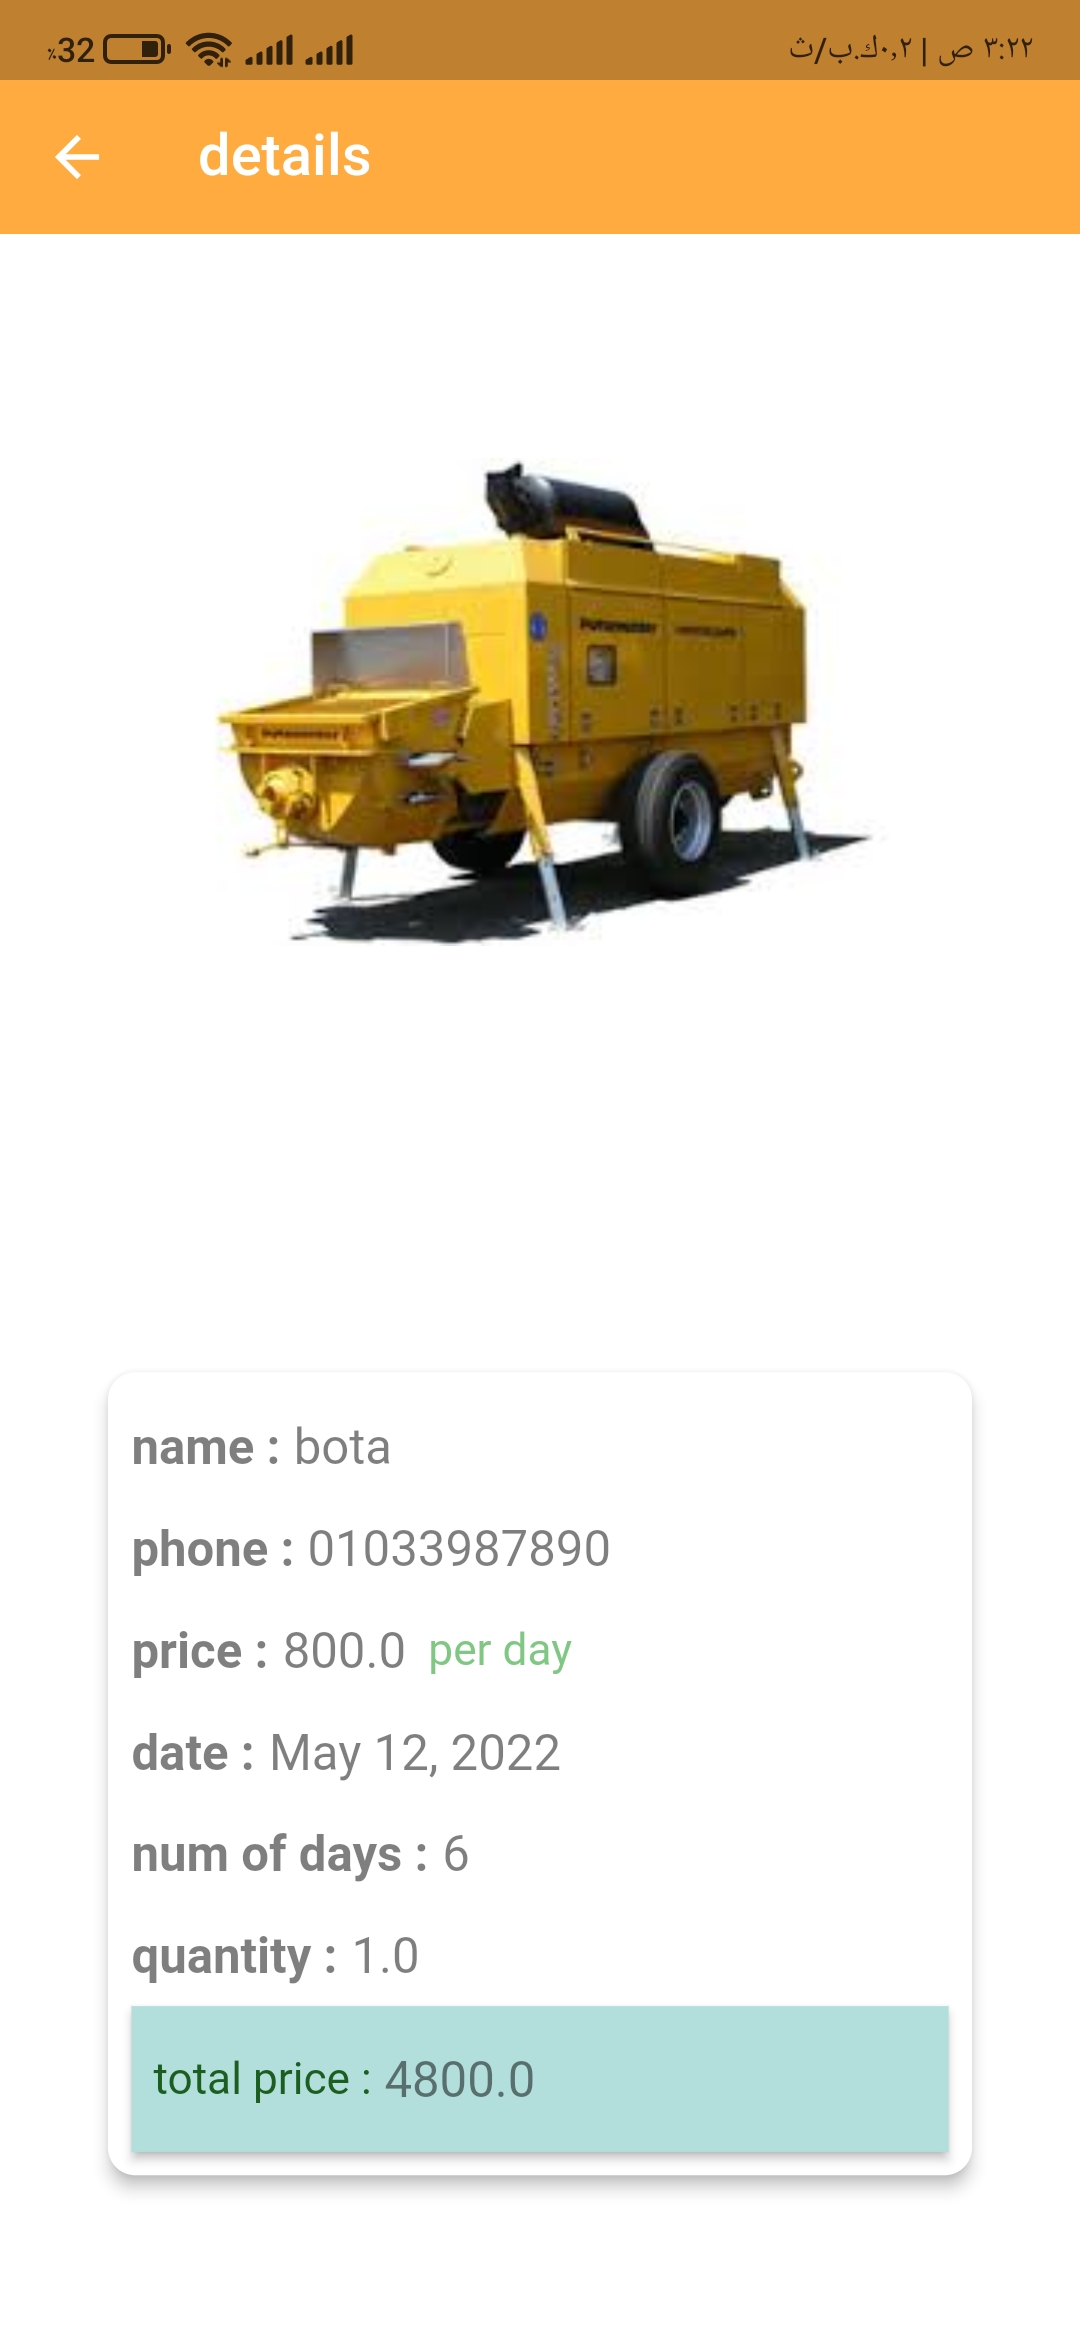 ٪32
٣:٢٢ ص | ٠,٢ك.ب/ث
details
Putzmeister
name : bota
phone : 01033987890
price : 800.0 per day
date : May 12, 2022
num of days : 6
quantity : 1.0
total price : 4800.0